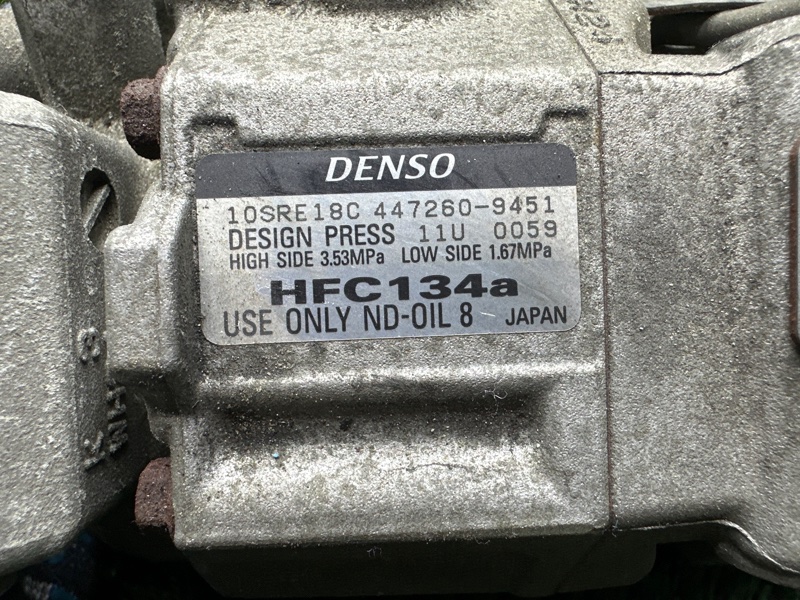 DENSO
10SRE18C 447260-9451
DESIGN PRESS 11U 0059
HIGH SIDE 3.53MPa LOW SIDE 1.67MPa
HFC134a
USE ONLY ND-OIL 8 JAPAN